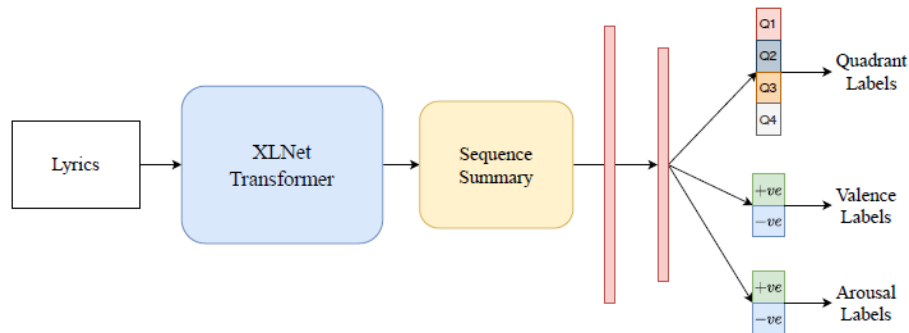 Lyrics
XLNet
Transformer
Sequence
Summary
Q1
Q2
Q3
Q4
Quadrant
Labels
+ve
−ve
Valence
Labels
+ve
−ve
Arousal
Labels